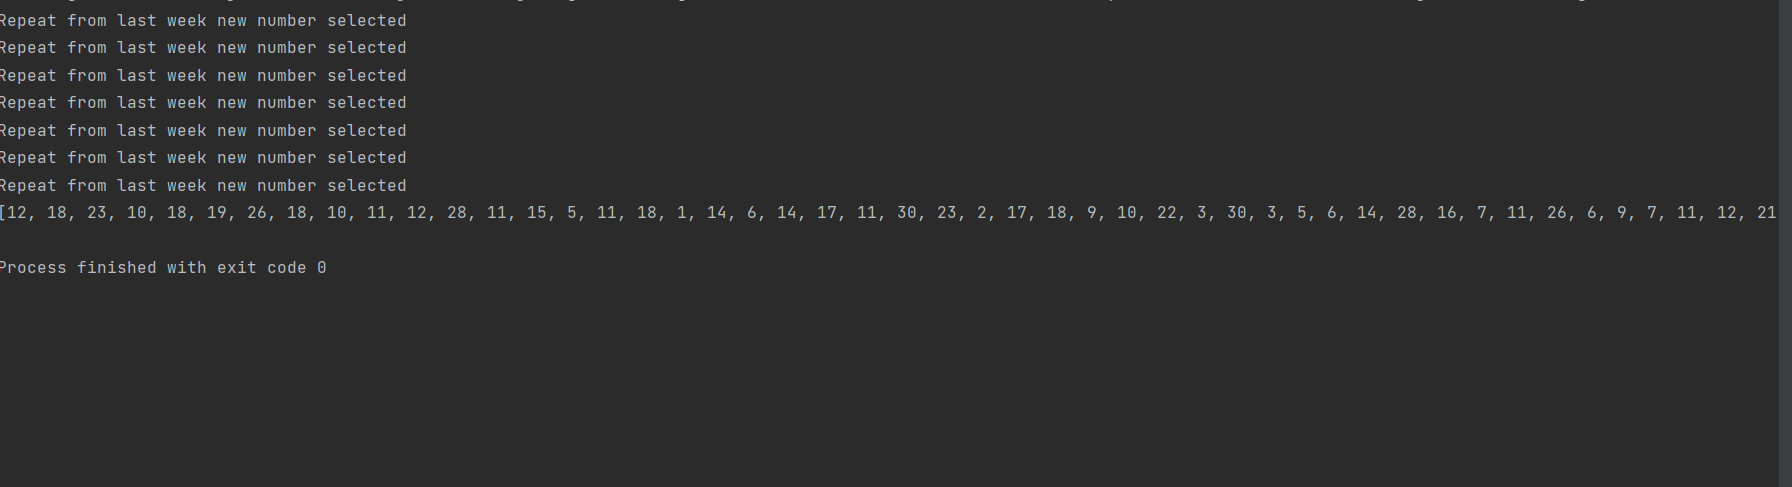 Repeat from last week new number selected
Repeat from last week new number selected
Repeat from last week new number selected
Repeat from last week new number selected
Repeat from last week new number selected
Repeat from last week new number selected
Repeat from last week new number selected
[12, 18, 23, 10, 18, 19, 26, 18, 10, 11, 12, 28, 11, 15, 5, 11, 18, 1, 14, 6, 14, 17, 11, 30, 23, 2, 17, 18, 9, 10, 22, 3, 30, 3, 5, 6, 14, 28, 16, 7, 11, 26, 6, 9, 7, 11, 12, 21
Process finished with exit code 0